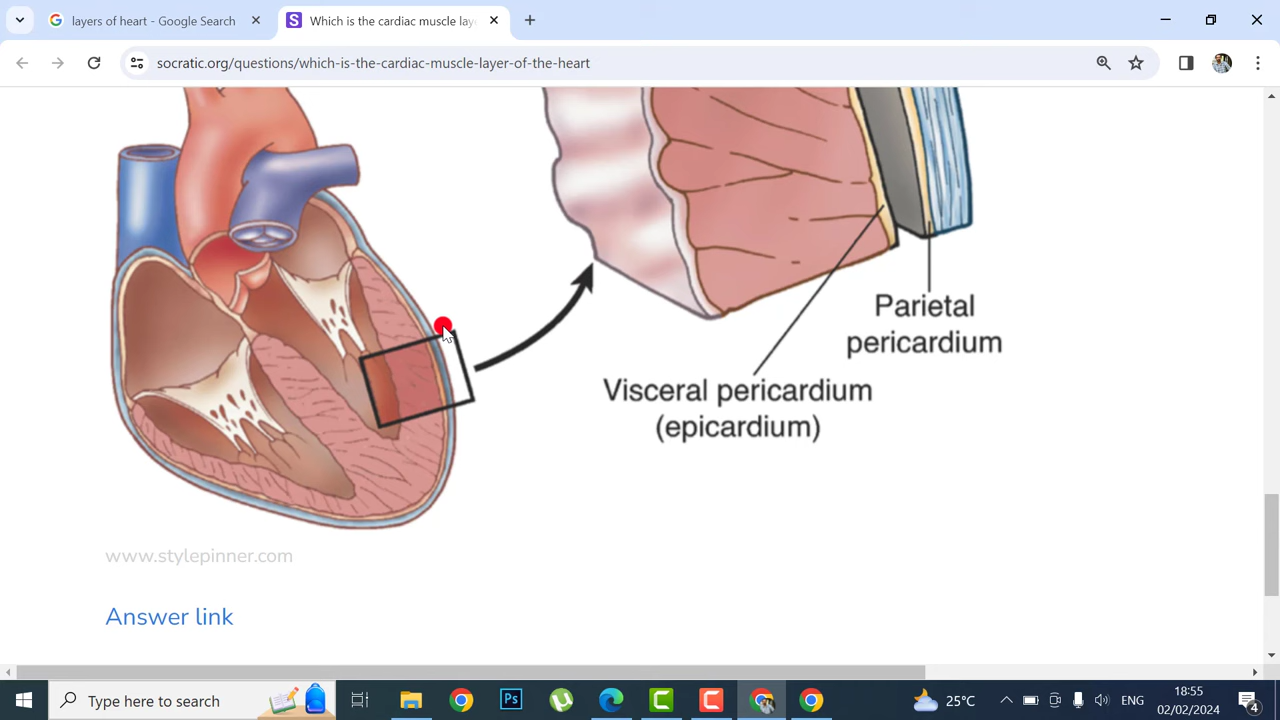 layers of heart - Google Search
Which is the cardiac muscle lay
socratic.org/questions/which-is-the-cardiac-muscle-layer-of-the-heart
Parietal
pericardium
Visceral pericardium
(epicardium)
www.stylepinner.com
Answer link
Type here to search
Ps
25°C
ENG
18:55
02/02/2024
4